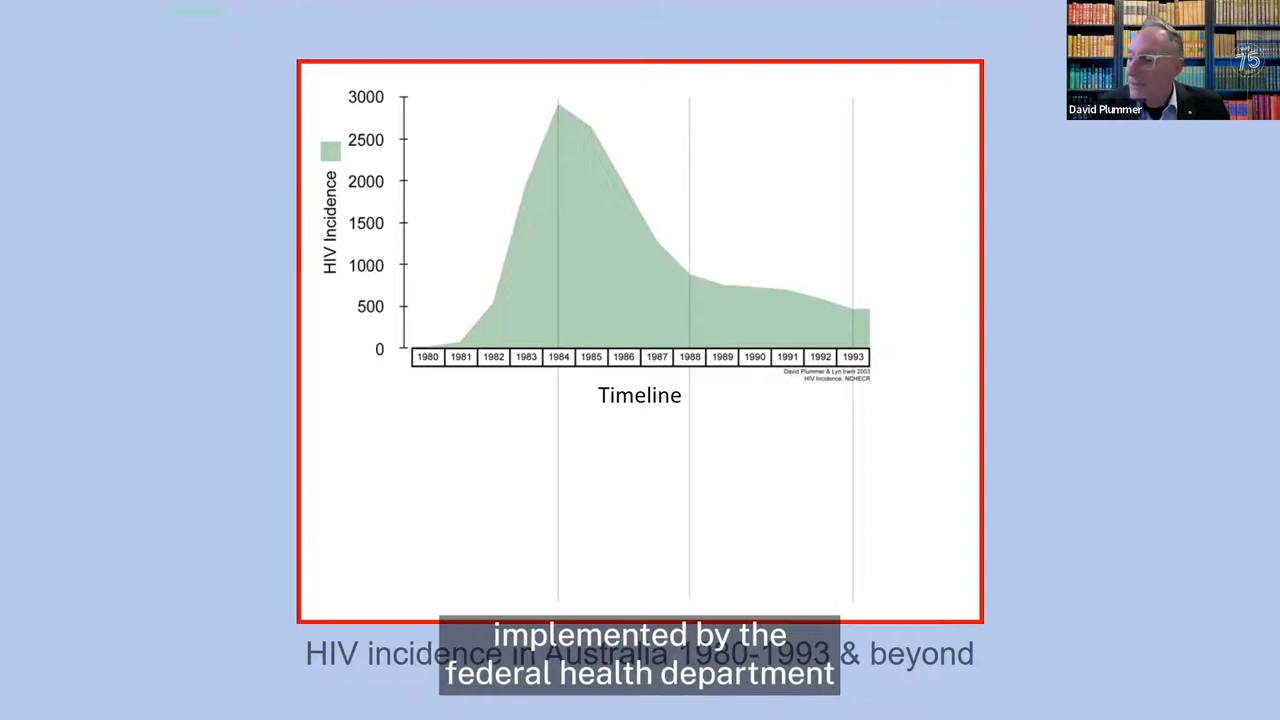 75
David Plummer
3000
2500
2000
1500
1000
500
0
HIV Incidence
1980 1981 1982 1983 1984 1985 1986 1987 1988 1989 1990 1991 1992 1993
David Plummer & Lyn Irwin 2003
HIV Incidence, NCHECR
Timeline
implemented by the
HIV incidence in Australia 1980-1993 & beyond
federal health department